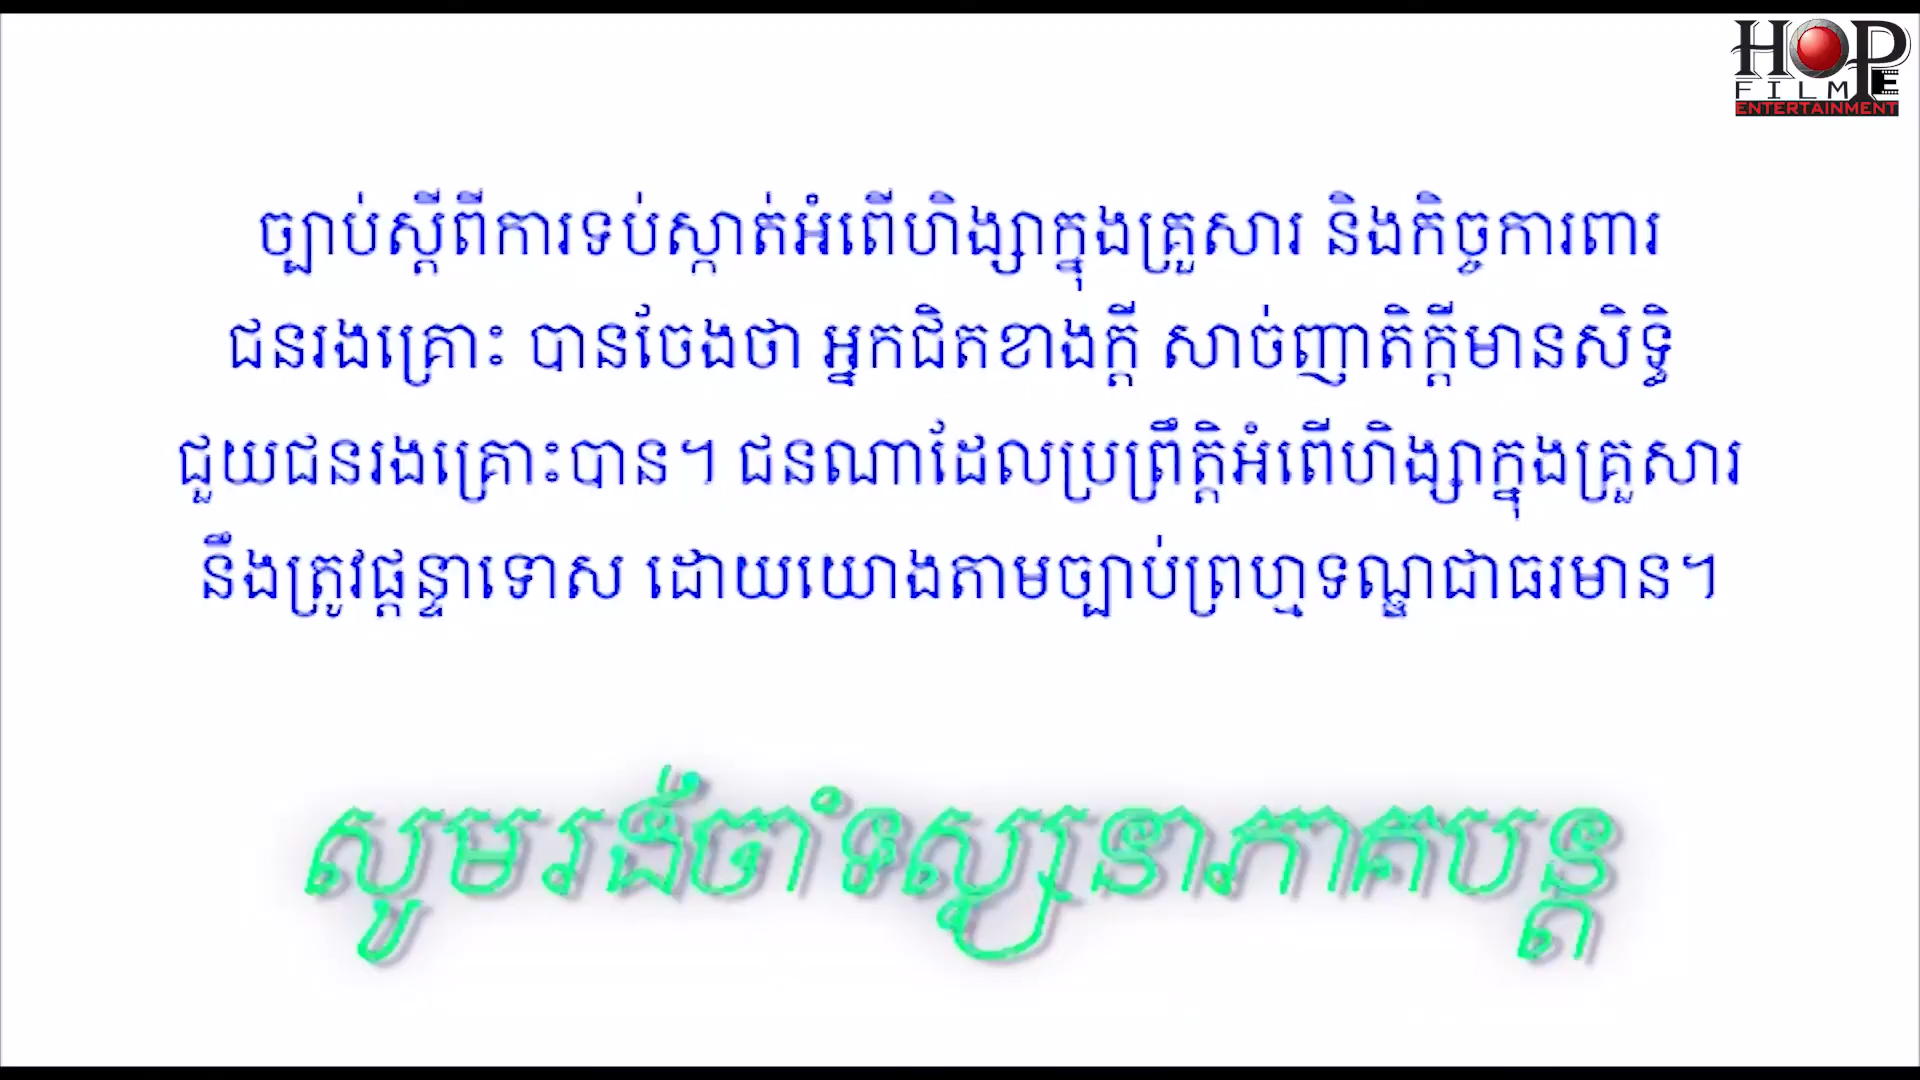 HOPE
FILM
ENTERTAINMENT
ច្បាប់ស្ដីពីការទប់ស្កាត់អំពើហិង្សាក្នុងគ្រួសារ និងកិច្ចការពារ
ជនរងគ្រោះ បានចែងថា អ្នកជិតខាងក្ដី សាច់ញាតិក្ដីមានសិទ្ធិ
ជួយជនរងគ្រោះបាន។ ជនណាដែលប្រព្រឹត្តិអំពើហិង្សាក្នុងគ្រួសារ
នឹងត្រូវផ្ដន្ទាទោស ដោយយោងតាមច្បាប់ព្រហ្មទណ្ឌជាធរមាន។
សូមរង់ចាំទស្សនាភាគបន្ត